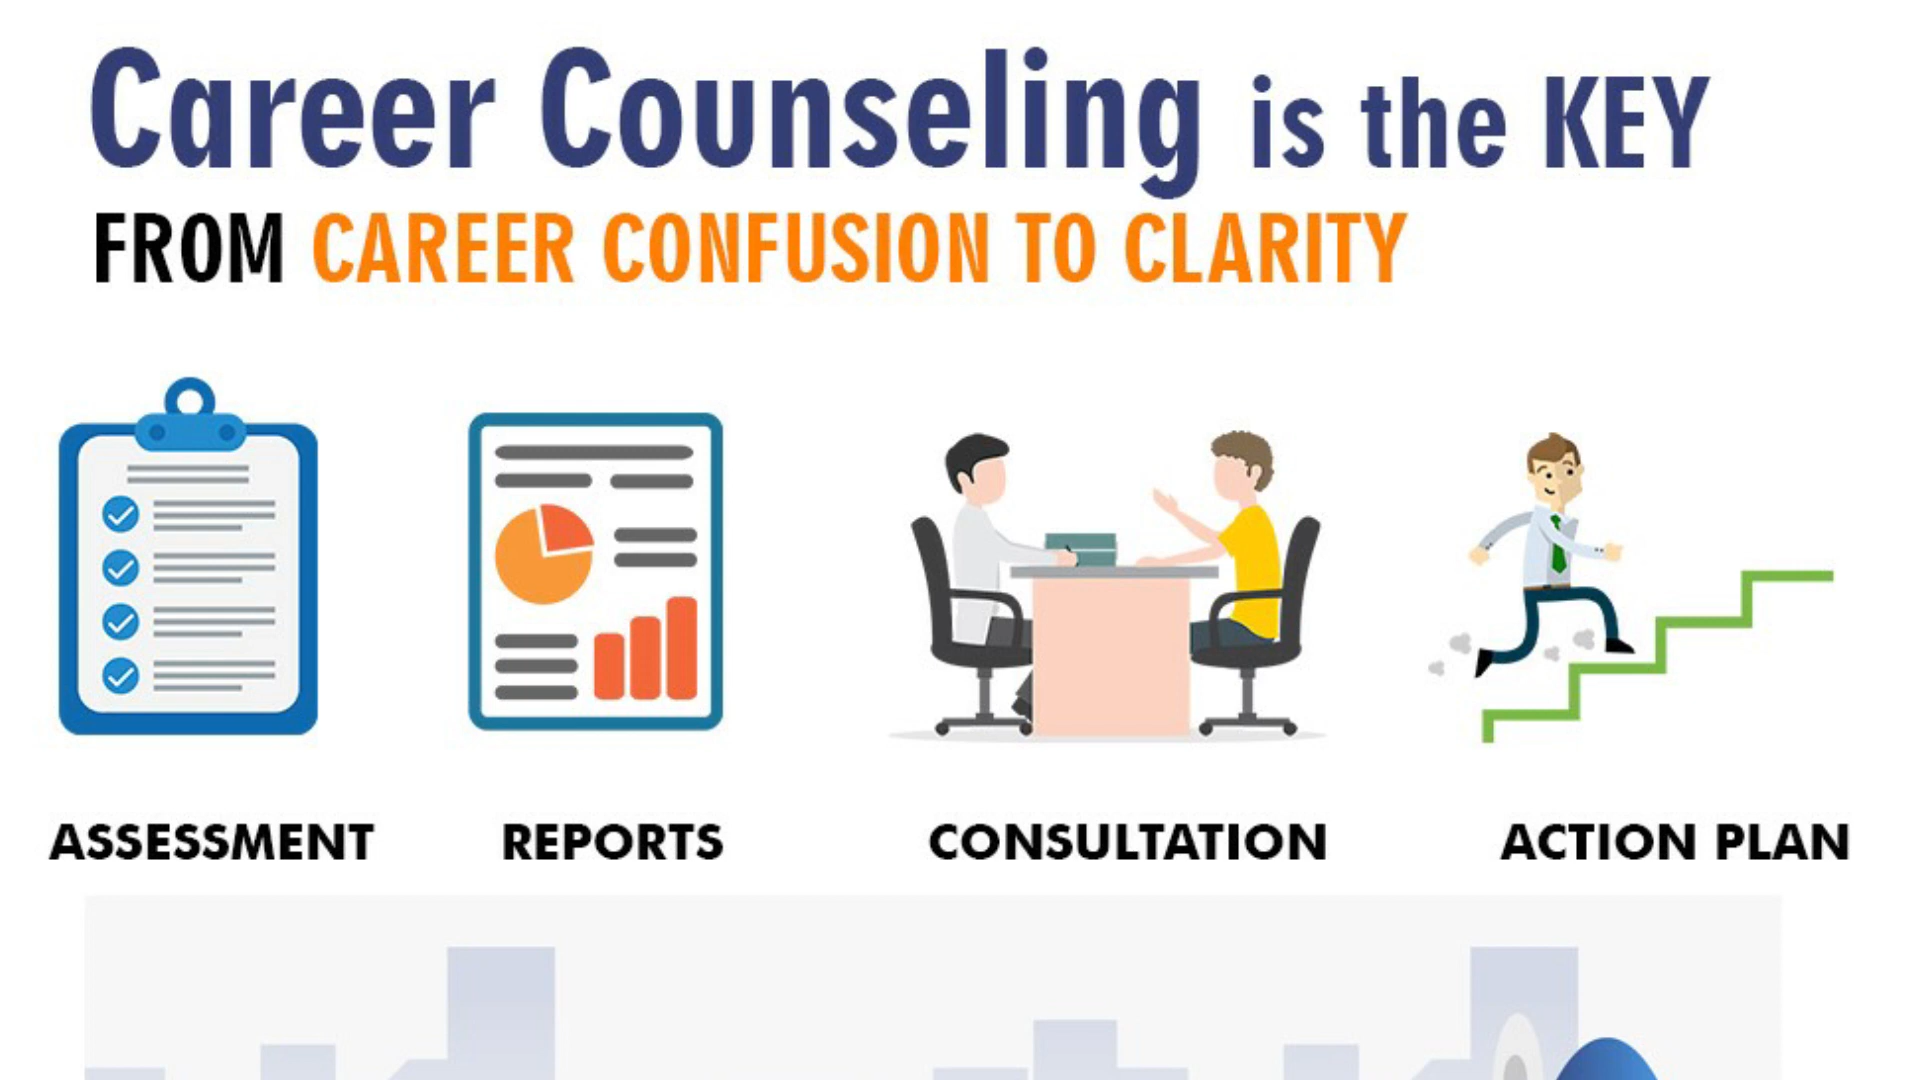 Career Counseling is the KEY
FROM CAREER CONFUSION TO CLARITY
ASSESSMENT REPORTS CONSULTATION ACTION PLAN